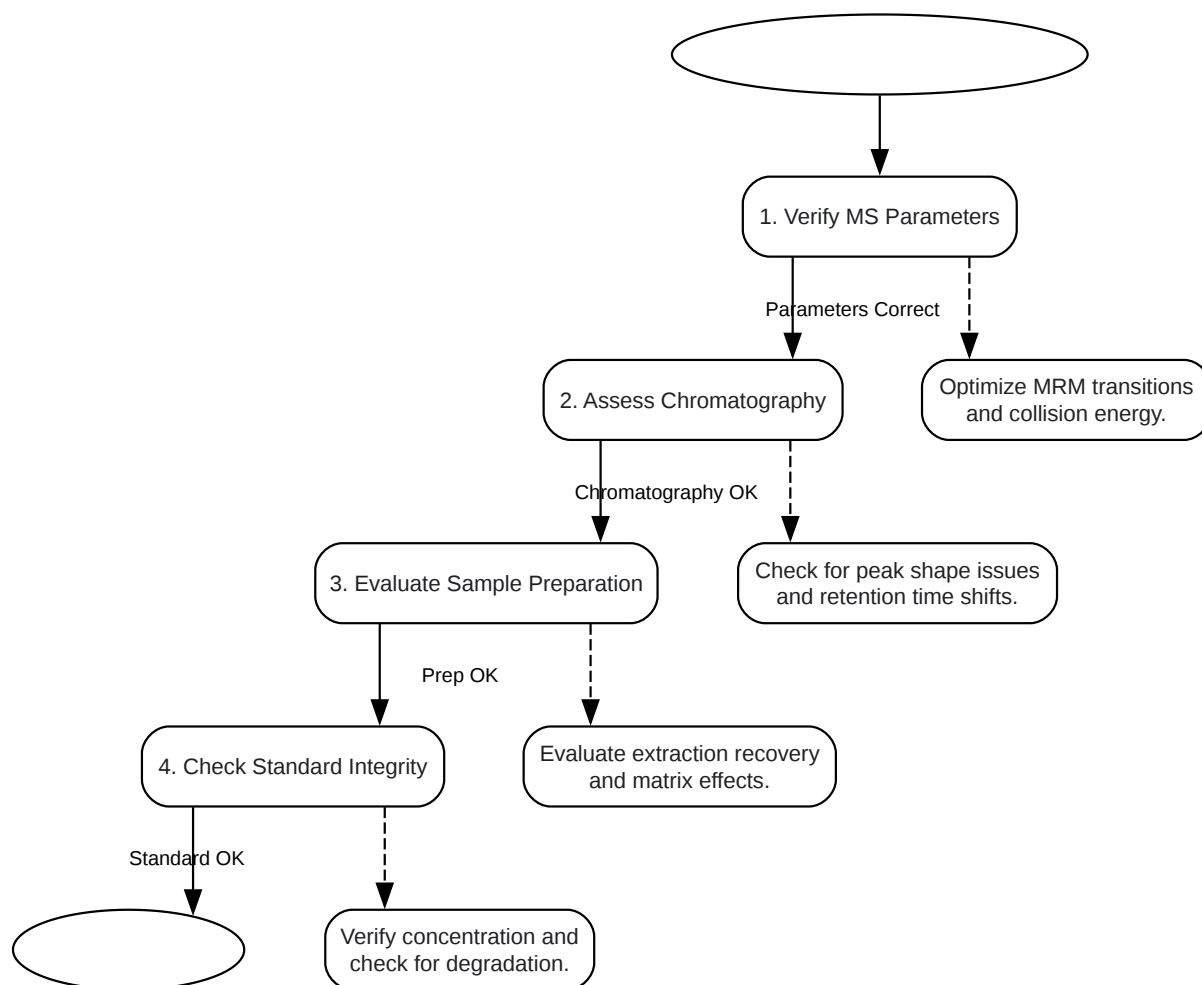 1. Verify MS Parameters
Parameters Correct
2. Assess Chromatography
Optimize MRM transitions
and collision energy.
Chromatography OK
3. Evaluate Sample Preparation
Check for peak shape issues
and retention time shifts.
Prep OK
4. Check Standard Integrity
Evaluate extraction recovery
and matrix effects.
Standard OK
Verify concentration and
check for degradation.